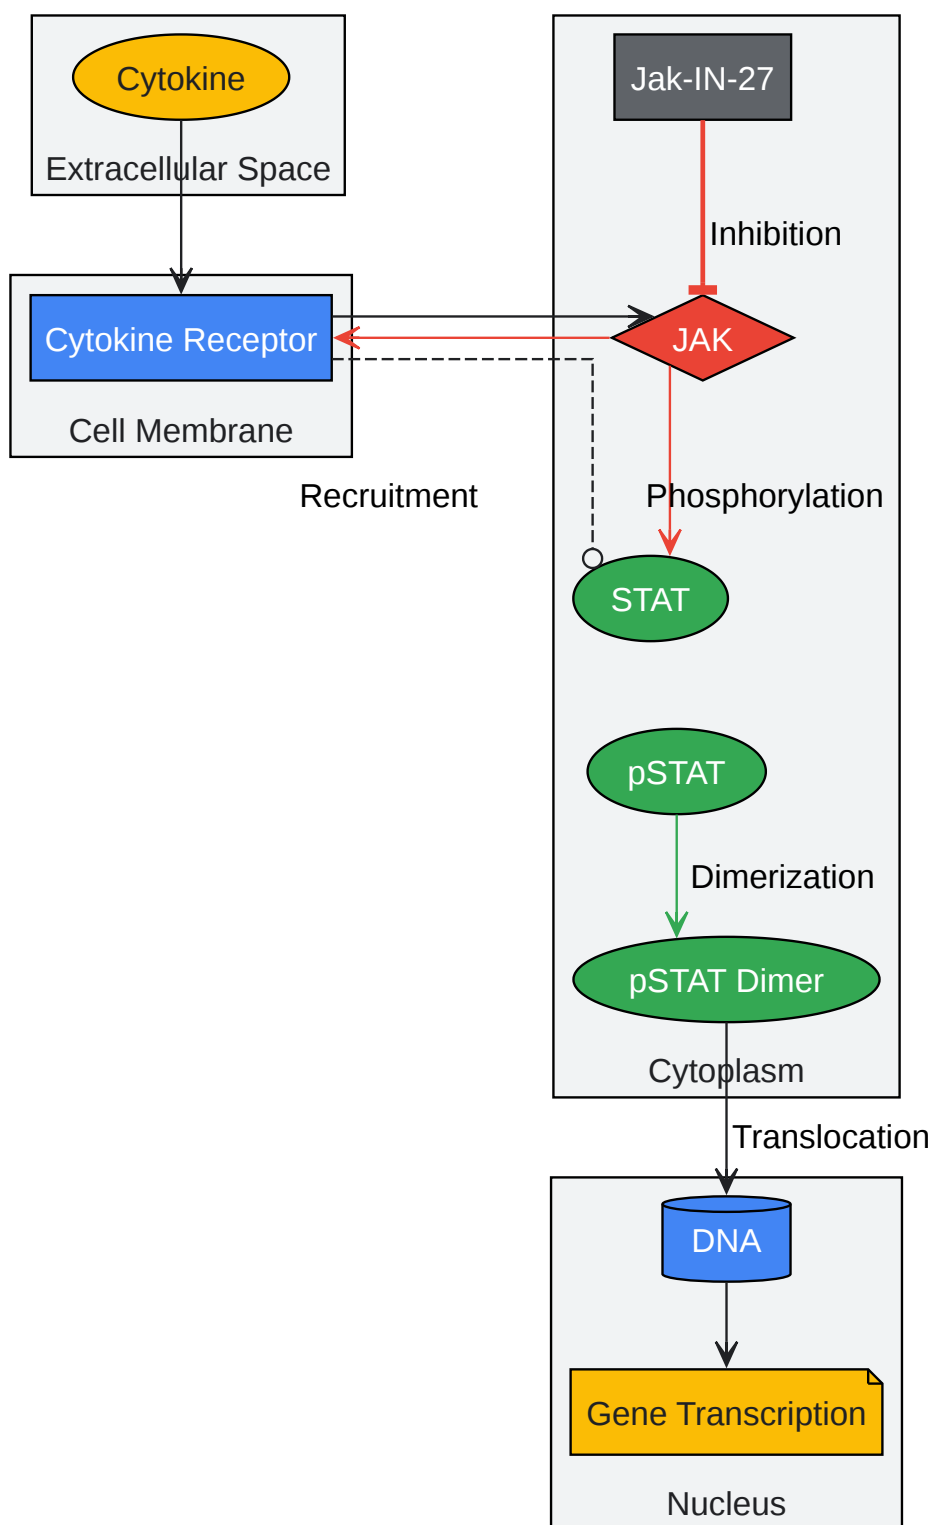 Cytokine
Extracellular Space
Jak-IN-27
Inhibition
Cytokine Receptor
JAK
Cell Membrane
Recruitment
Phosphorylation
STAT
pSTAT
Dimerization
pSTAT Dimer
Cytoplasm
Translocation
DNA
Gene Transcription
Nucleus